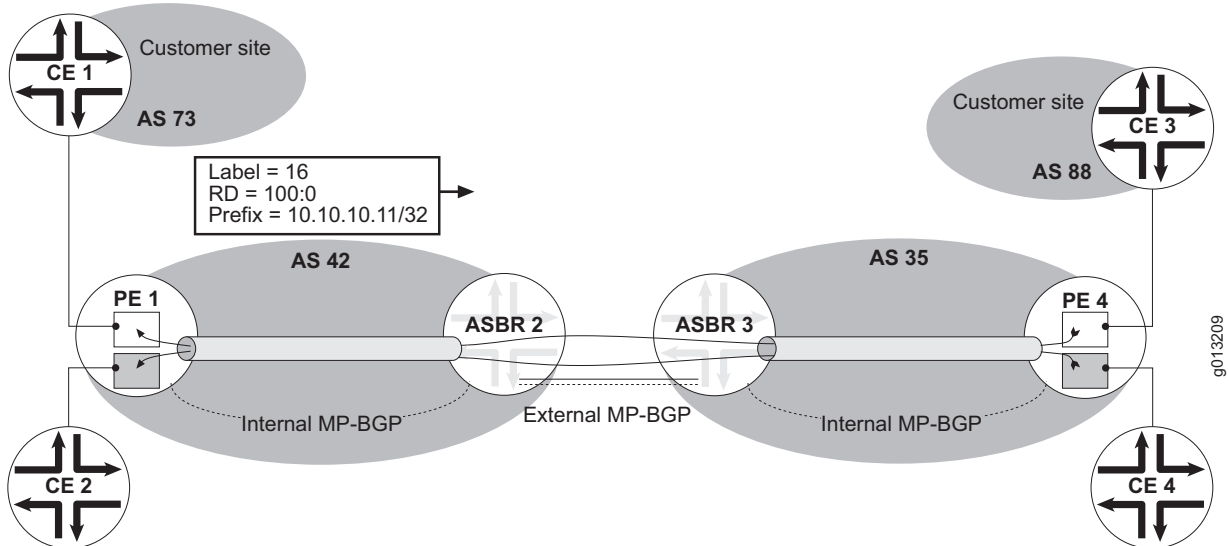 Customer site
CE 1
AS 73
Customer site
CE 3
AS 88
Label = 16
RD = 100:0
Prefix = 10.10.10.11/32
AS 42
AS 35
PE 1
ASBR 2
ASBR 3
PE 4
Internal MP-BGP
External MP-BGP
Internal MP-BGP
CE 2
CE 4
g013209